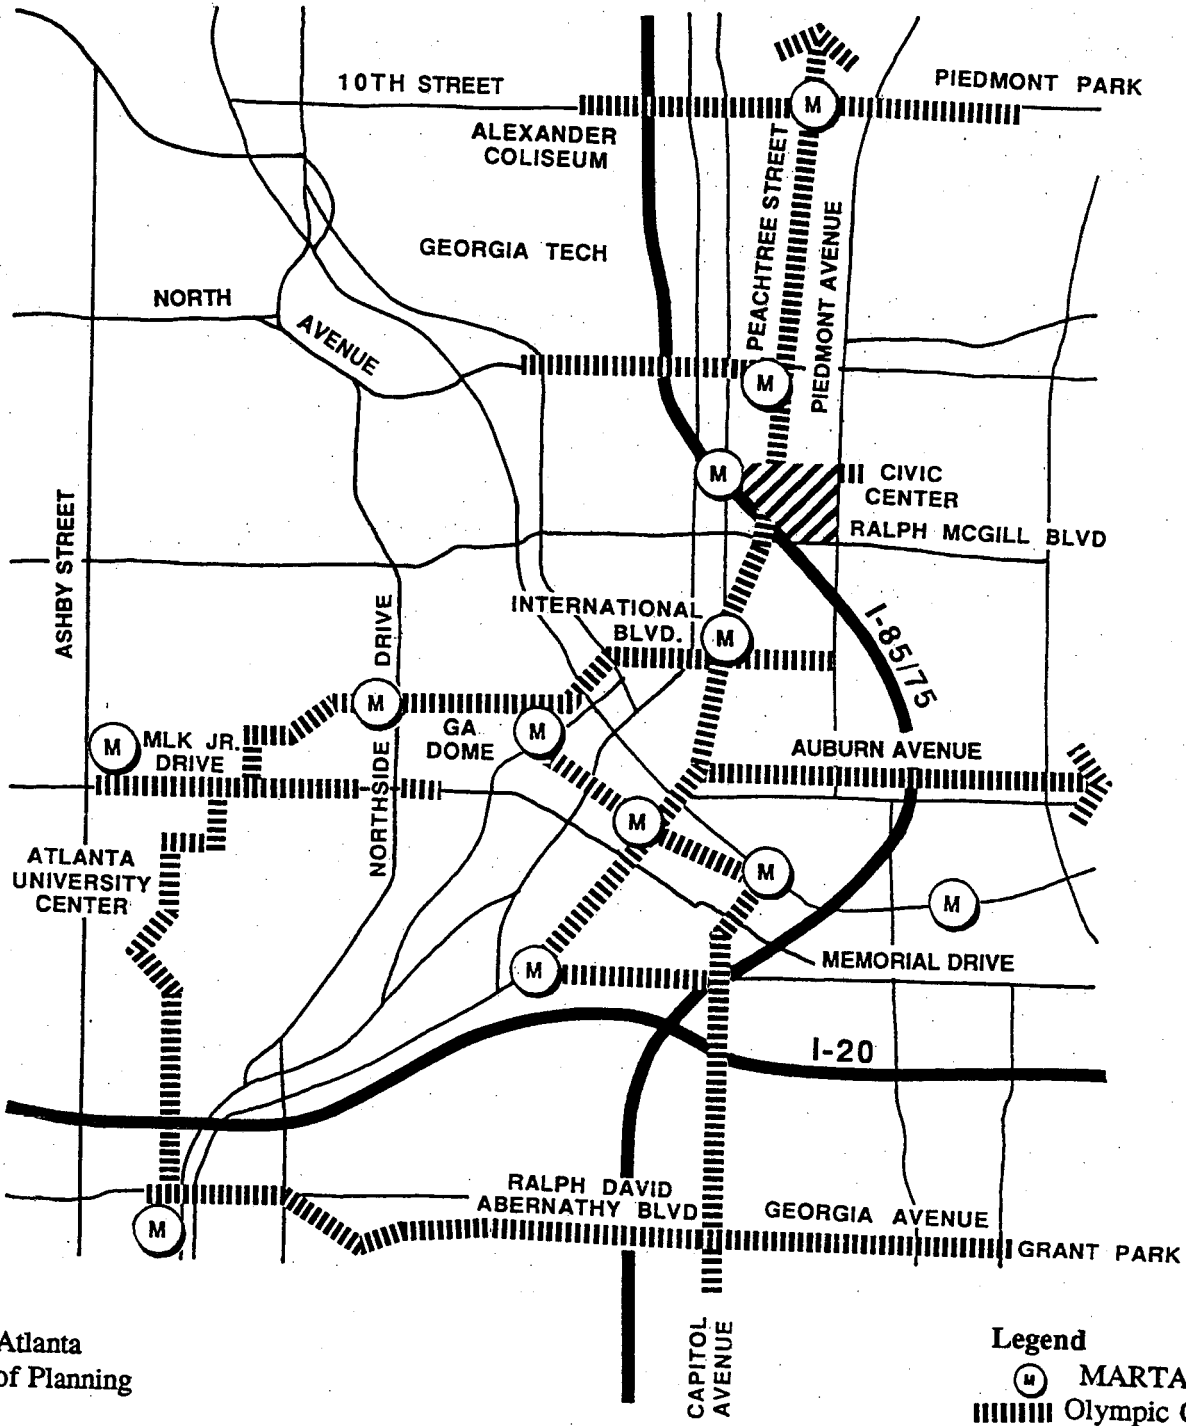 10TH STREET
PIEDMONT PARK
M
ALEXANDER
COLISEUM
PEACHTREE STREET
PIEDMONT AVENUE
GEORGIA TECH
NORTH
AVENUE
M
M
CIVIC
CENTER
RALPH MCGILL BLVD
ASHBY STREET
INTERNATIONAL
BLVD.
M
I-85/75
NORTHSIDE DRIVE
M
GA
DOME
M
M
MLK JR.
DRIVE
AUBURN AVENUE
M
ATLANTA
UNIVERSITY
CENTER
M
M
MEMORIAL DRIVE
M
I-20
RALPH DAVID
ABERNATHY BLVD
GEORGIA AVENUE
GRANT PARK
M
CAPITOL
AVENUE
Atlanta
of Planning
Legend
M MARTA
Olympic